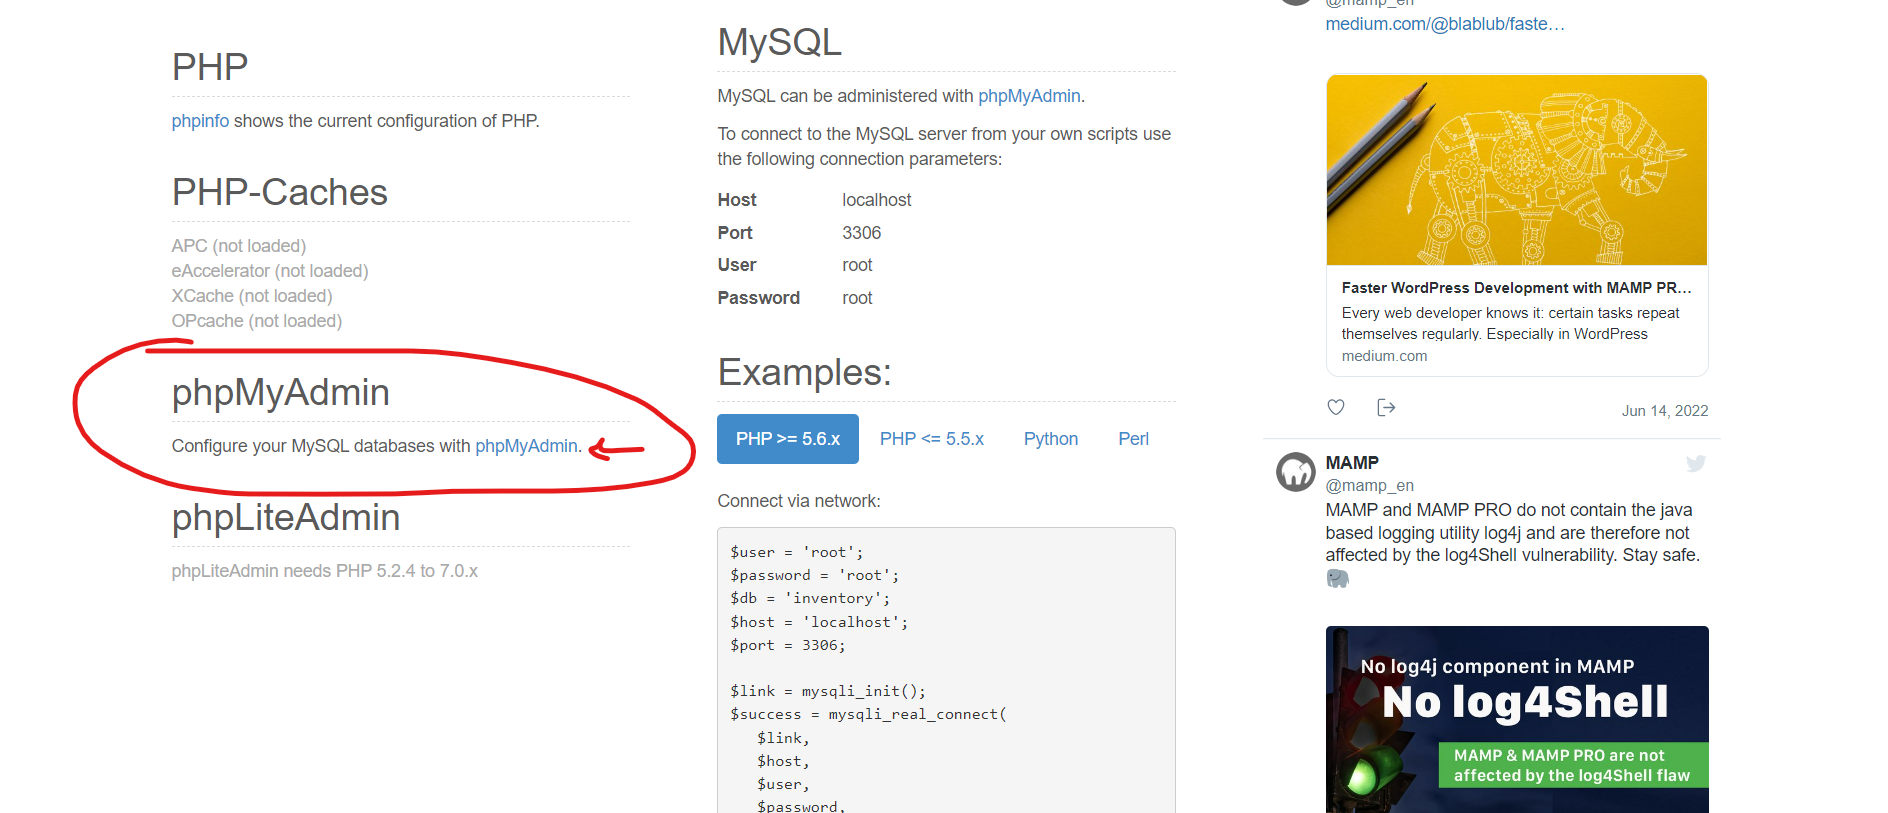 PHP
phpinfo shows the current configuration of PHP.
PHP-Caches
APC (not loaded)
eAccelerator (not loaded)
XCache (not loaded)
OPcache (not loaded)
phpMyAdmin
Configure your MySQL databases with phpMyAdmin.
phpLiteAdmin
phpLiteAdmin needs PHP 5.2.4 to 7.0.x
MySQL
MySQL can be administered with phpMyAdmin.
To connect to the MySQL server from your own scripts use
the following connection parameters:
Host localhost
Port 3306
User root
Password root
Examples:
PHP >= 5.6.x PHP <= 5.5.x Python Perl
Connect via network:
$user = 'root';
$password = 'root';
$db = 'inventory';
$host = 'localhost';
$port = 3306;
$link = mysqli_init();
$success = mysqli_real_connect(
$link,
$host,
$user,
$password,
@mamp_en
medium.com/@blablub/faste…
Faster WordPress Development with MAMP PR...
Every web developer knows it: certain tasks repeat
themselves regularly. Especially in WordPress
medium.com
Jun 14, 2022
MAMP
@mamp_en
MAMP and MAMP PRO do not contain the java
based logging utility log4j and are therefore not
affected by the log4Shell vulnerability. Stay safe.
No log4j component in MAMP
No log4Shell
MAMP & MAMP PRO are not
affected by the log4Shell flaw